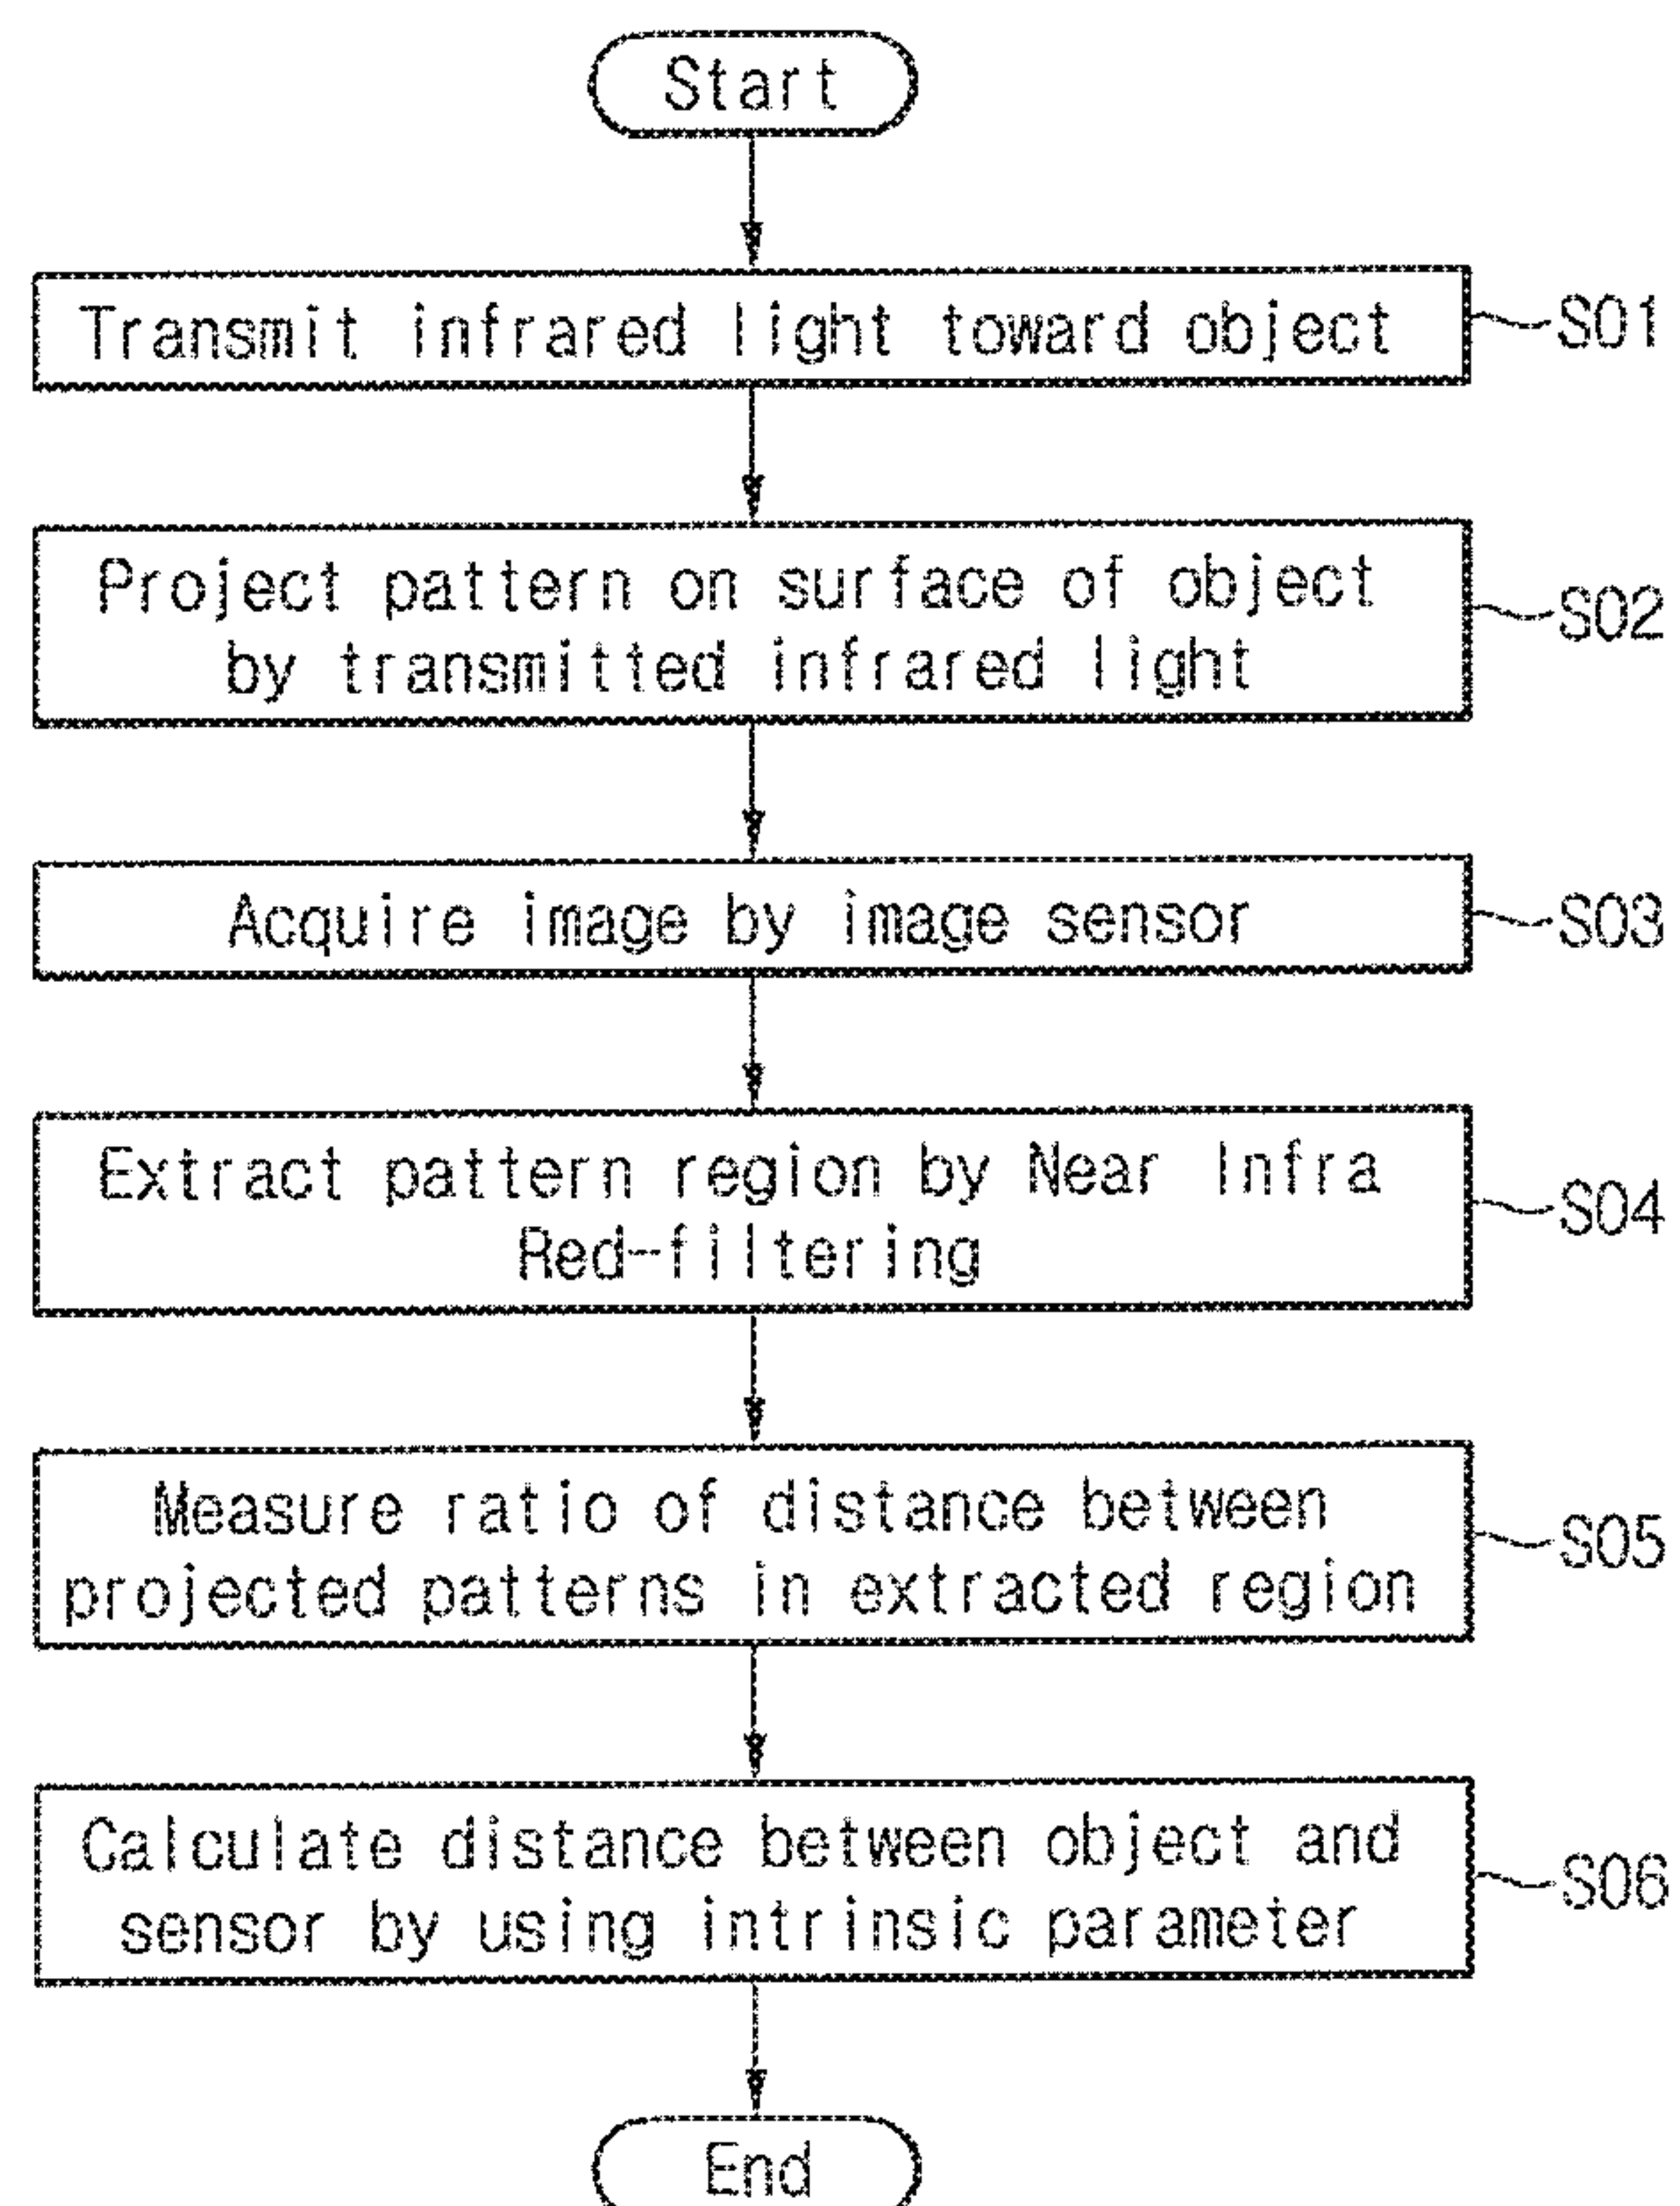 Start
Transmit infrared light toward object
S01
Project pattern on surface of object
by transmitted infrared light
S02
Acquire image by image sensor
S03
Extract pattern region by Near Infra
Red-filtering
S04
Measure ratio of distance between
projected patterns in extracted region
S05
Calculate distance between object and
sensor by using intrinsic parameter
S06
End